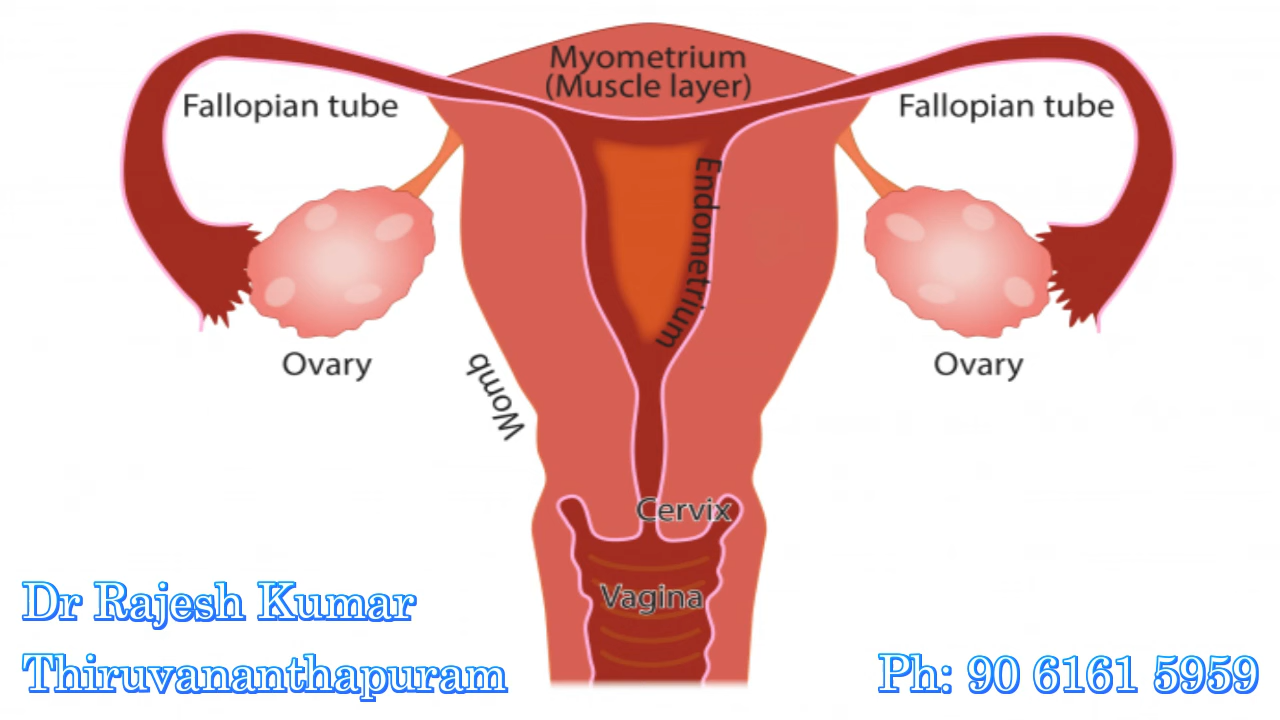 Myometrium
(Muscle layer)
Fallopian tube
Fallopian tube
Endometrium
Ovary
Ovary
Womb
Cervix
Vagina
Dr Rajesh Kumar
Thiruvananthapuram
Ph: 90 6161 5959